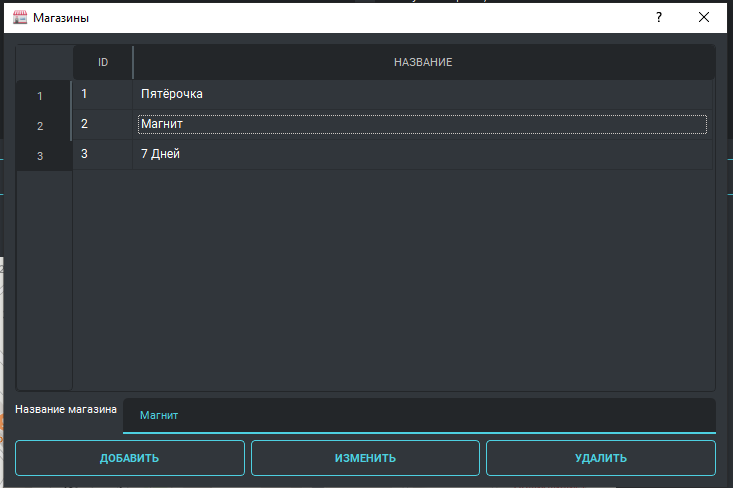 Магазины
?
ID НАЗВАНИЕ
1 1 Пятёрочка
2 2 Магнит
3 3 7 Дней
Название магазина Магнит
ДОБАВИТЬ ИЗМЕНИТЬ УДАЛИТЬ